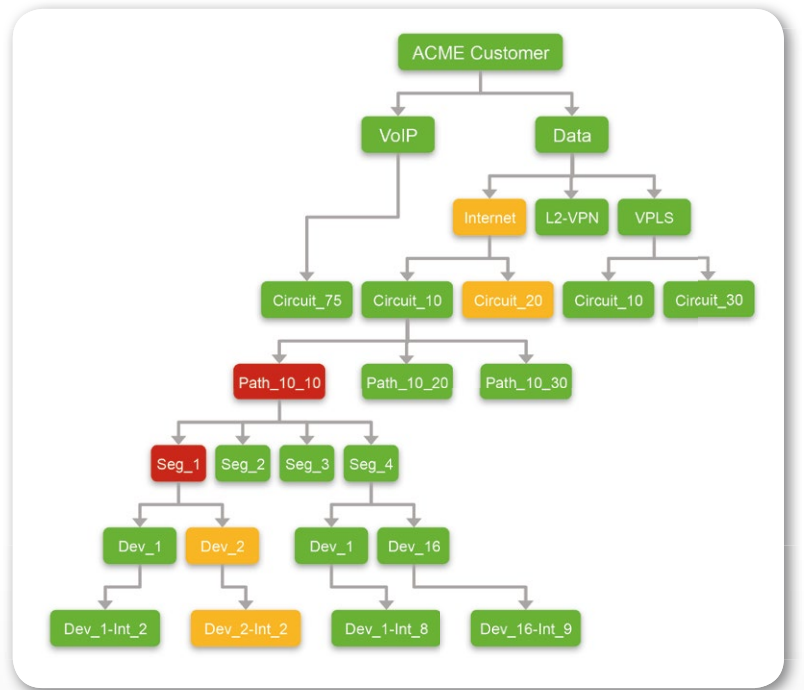 ACME Customer
VoIP
Data
Internet
L2-VPN
VPLS
Circuit_75
Circuit_10
Circuit_20
Circuit_10
Circuit_30
Path_10_10
Path_10_20
Path_10_30
Seg_1
Seg_2
Seg_3
Seg_4
Dev_1
Dev_2
Dev_1
Dev_16
Dev_1-Int_2
Dev_2-Int_2
Dev_1-Int_8
Dev_16-Int_9